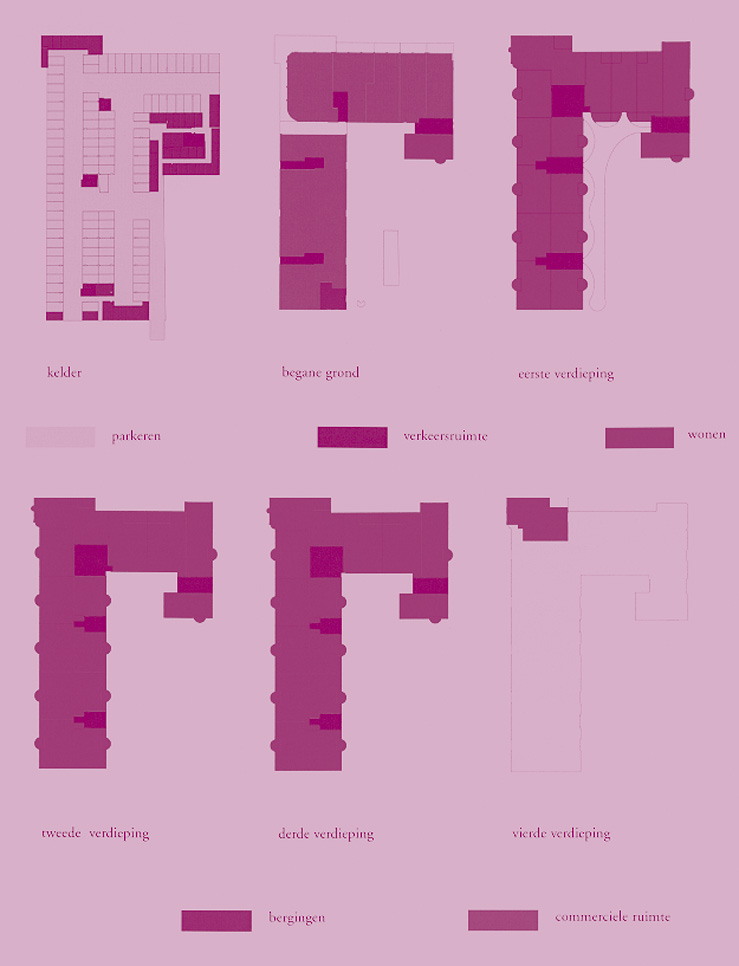 kelder
begane grond
eerste verdieping
parkeren
verkeersruimte
wonen
tweede verdieping
derde verdieping
vierde verdieping
bergingen
commerciele ruimte